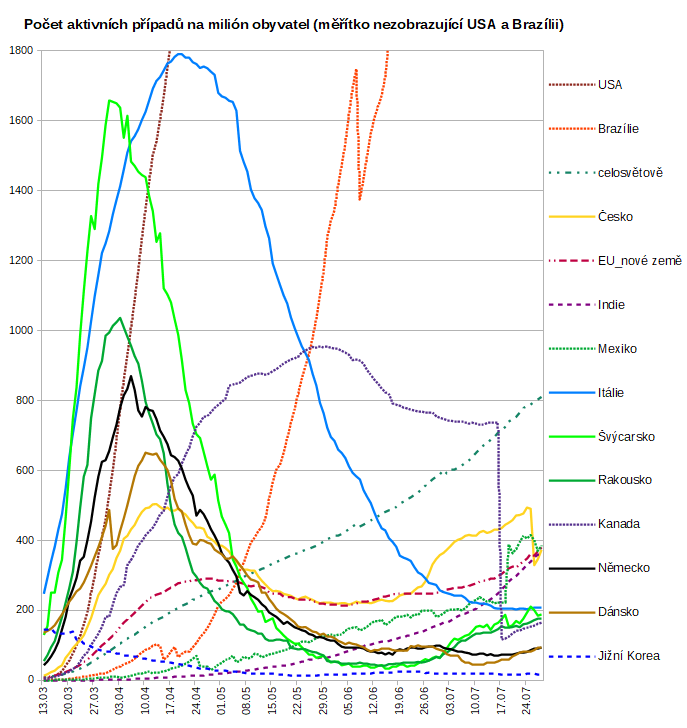 Počet aktivních případů na milión obyvatel (měřítko nezobrazující USA a Brazílii)
1800
1600
1400
1200
1000
800
600
400
200
0
USA
Brazílie
celosvětově
Česko
EU_nové země
Indie
Mexiko
Itálie
Švýcarsko
Rakousko
Kanada
Německo
Dánsko
Jižní Korea
13.03
20.03
27.03
03.04
10.04
17.04
24.04
01.05
08.05
15.05
22.05
29.05
05.06
12.06
19.06
26.06
03.07
10.07
17.07
24.07